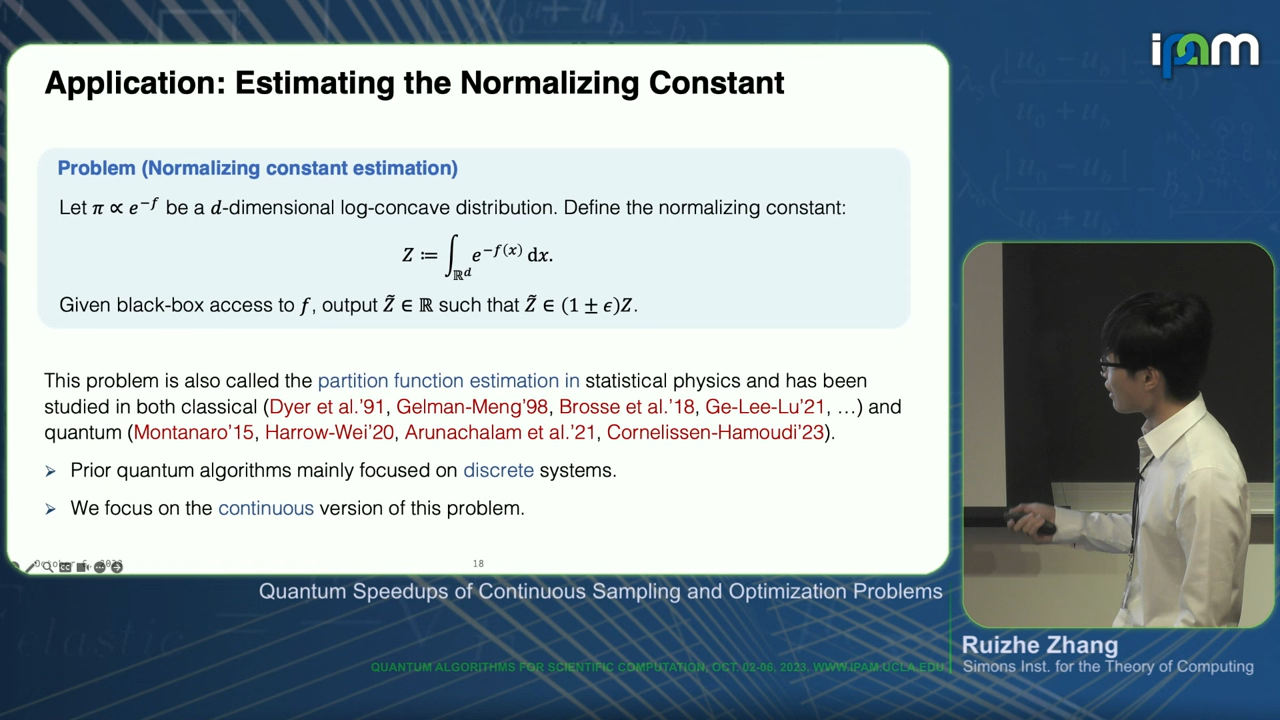 ipam
Application: Estimating the Normalizing Constant
Problem (Normalizing constant estimation)
Let π ∝ e^{−f} be a d-dimensional log-concave distribution. Define the normalizing constant:
Z ≔ ∫_{ℝ^d} e^{−f(x)} dx.
Given black-box access to f, output Z̃ ∈ ℝ such that Z̃ ∈ (1 ± ϵ)Z.
This problem is also called the partition function estimation in statistical physics and has been
studied in both classical (Dyer et al.'91, Gelman-Meng'98, Brosse et al.'18, Ge-Lee-Lu'21, …) and
quantum (Montanaro'15, Harrow-Wei'20, Arunachalam et al.'21, Cornelissen-Hamoudi'23).
➢ Prior quantum algorithms mainly focused on discrete systems.
➢ We focus on the continuous version of this problem.
18
Quantum Speedups of Continuous Sampling and Optimization Problems
Ruizhe Zhang
Simons Inst. for the Theory of Computing
QUANTUM ALGORITHMS FOR SCIENTIFIC COMPUTATION, OCT. 02-06, 2023, WWW.IPAM.UCLA.EDU